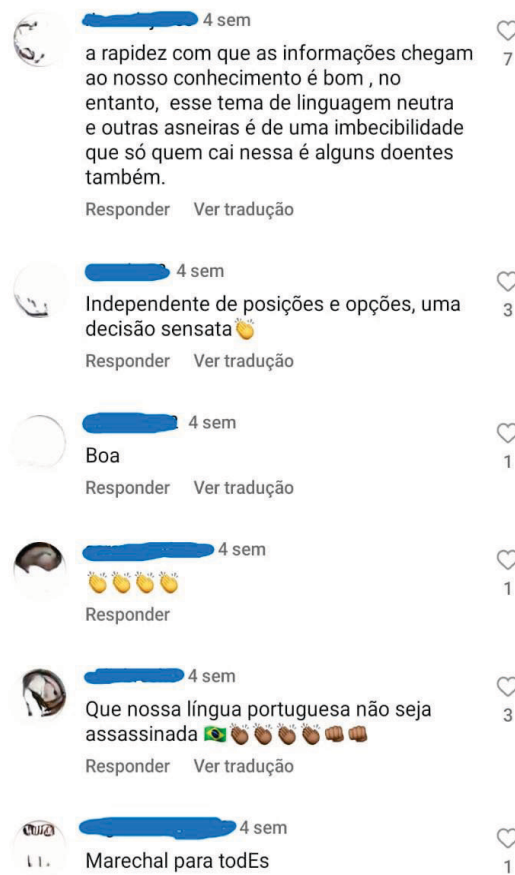 4 sem
a rapidez com que as informações chegam
ao nosso conhecimento é bom , no
entanto, esse tema de linguagem neutra
e outras asneiras é de uma imbecibilidade
que só quem cai nessa é alguns doentes
também.
7
Responder Ver tradução
4 sem
Independente de posições e opções, uma
decisão sensata👏
3
Responder Ver tradução
4 sem
Boa
1
Responder Ver tradução
4 sem
👏👏👏👏
1
Responder
4 sem
Que nossa língua portuguesa não seja
assassinada 🇧🇷👏🏾👏🏾👏🏾👏🏾👊🏾👊🏾
3
Responder Ver tradução
4 sem
Marechal para todEs
1